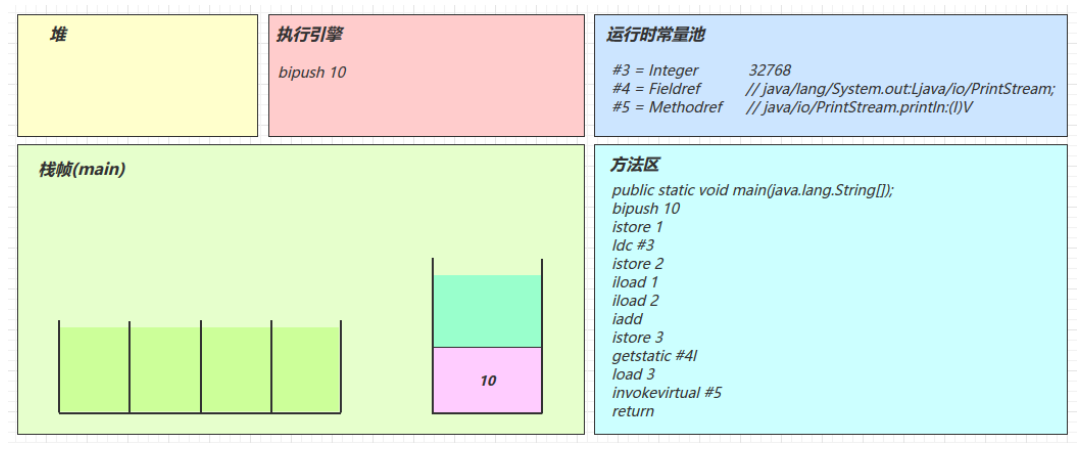 堆
执行引擎
bipush 10
运行时常量池
#3 = Integer 32768
#4 = Fieldref // java/lang/System.out:Ljava/io/PrintStream;
#5 = Methodref // java/io/PrintStream.println:(I)V
栈帧(main)
10
方法区
public static void main(java.lang.String[]);
bipush 10
istore 1
ldc #3
istore 2
iload 1
iload 2
iadd
istore 3
getstatic #4I
load 3
invokevirtual #5
return